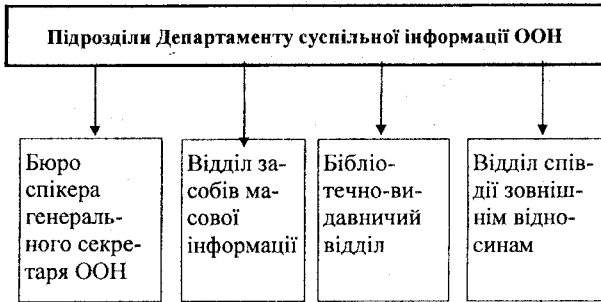 Підрозділи Департаменту суспільної інформації ООН
Бюро
спікера
генераль-
ного секре-
таря ООН
Відділ за-
собів ма-
сової
інформації
Бібліо-
течно-ви-
давничий
відділ
Відділ спів-
дії зовніш-
нім відно-
синам